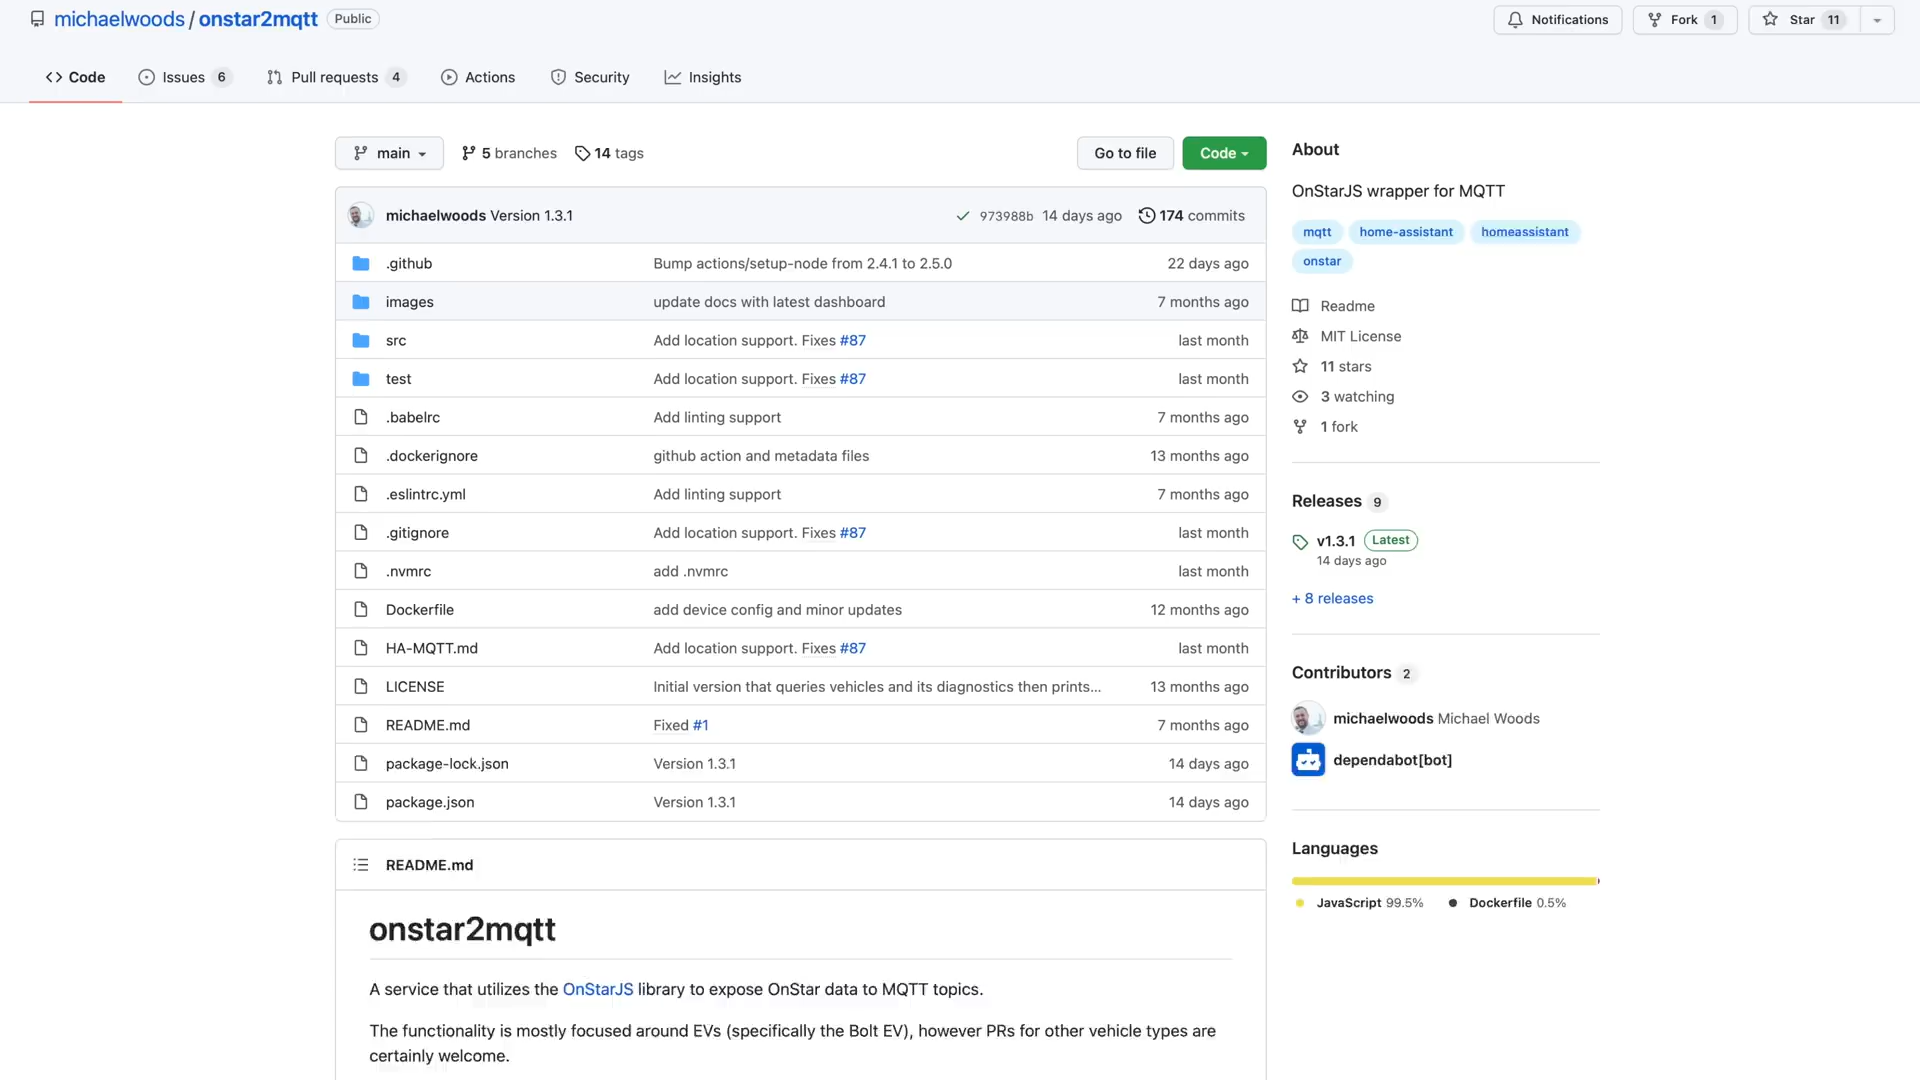 michaelwoods / onstar2mqtt Public
Notifications Fork 1 Star 11
Code Issues 6 Pull requests 4 Actions Security Insights
main 5 branches 14 tags Go to file Code
michaelwoods Version 1.3.1 973988b 14 days ago 174 commits
.github Bump actions/setup-node from 2.4.1 to 2.5.0 22 days ago
images update docs with latest dashboard 7 months ago
src Add location support. Fixes #87 last month
test Add location support. Fixes #87 last month
.babelrc Add linting support 7 months ago
.dockerignore github action and metadata files 13 months ago
.eslintrc.yml Add linting support 7 months ago
.gitignore Add location support. Fixes #87 last month
.nvmrc add .nvmrc last month
Dockerfile add device config and minor updates 12 months ago
HA-MQTT.md Add location support. Fixes #87 last month
LICENSE Initial version that queries vehicles and its diagnostics then prints... 13 months ago
README.md Fixed #1 7 months ago
package-lock.json Version 1.3.1 14 days ago
package.json Version 1.3.1 14 days ago
README.md
onstar2mqtt
A service that utilizes the OnStarJS library to expose OnStar data to MQTT topics.
The functionality is mostly focused around EVs (specifically the Bolt EV), however PRs for other vehicle types are
certainly welcome.
About
OnStarJS wrapper for MQTT
mqtt home-assistant homeassistant
onstar
Readme
MIT License
11 stars
3 watching
1 fork
Releases 9
v1.3.1 Latest
14 days ago
+ 8 releases
Contributors 2
michaelwoods Michael Woods
dependabot[bot]
Languages
JavaScript 99.5% Dockerfile 0.5%